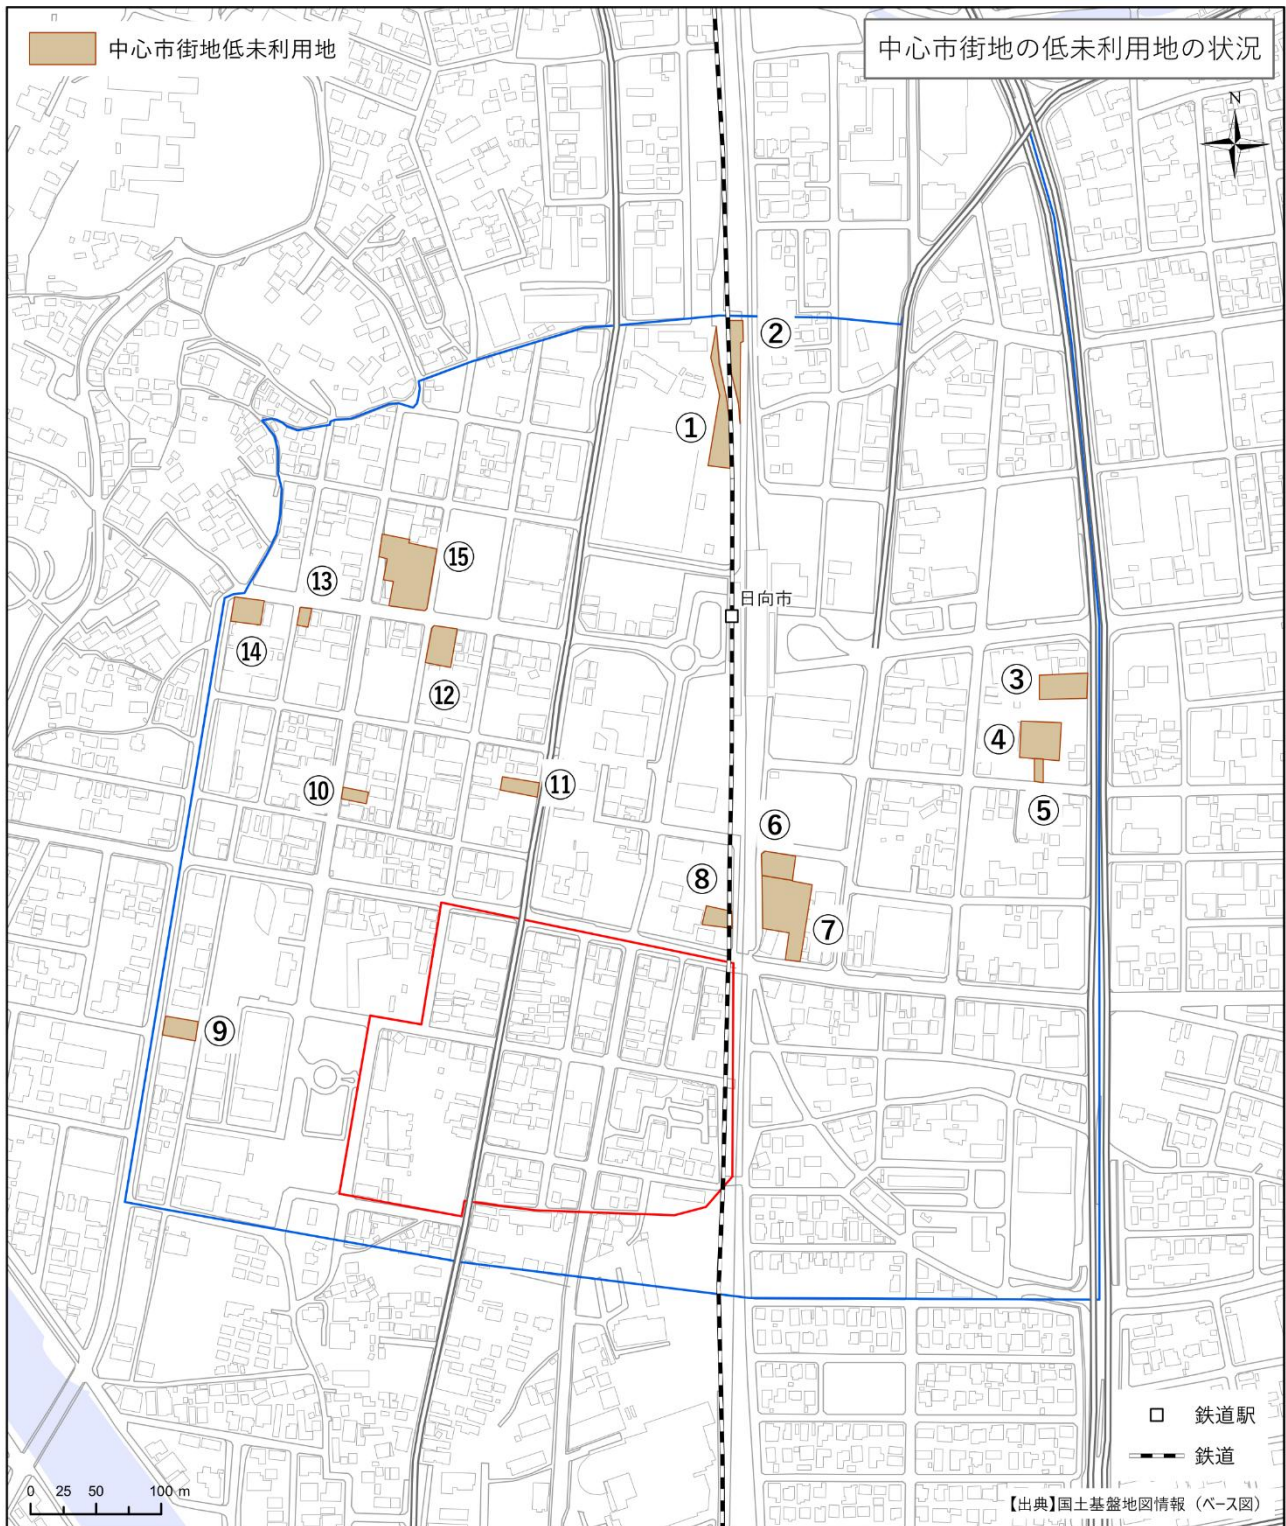 中心市街地低未利用地
中心市街地の低未利用地の状況
N
②
①
⑮
⑬
日向市
⑭
⑫
③
④
⑩
⑪
⑤
⑥
⑧
⑦
⑨
鉄道駅
鉄道
0 25 50 100 m
【出典】国土基盤地図情報（ベース図）